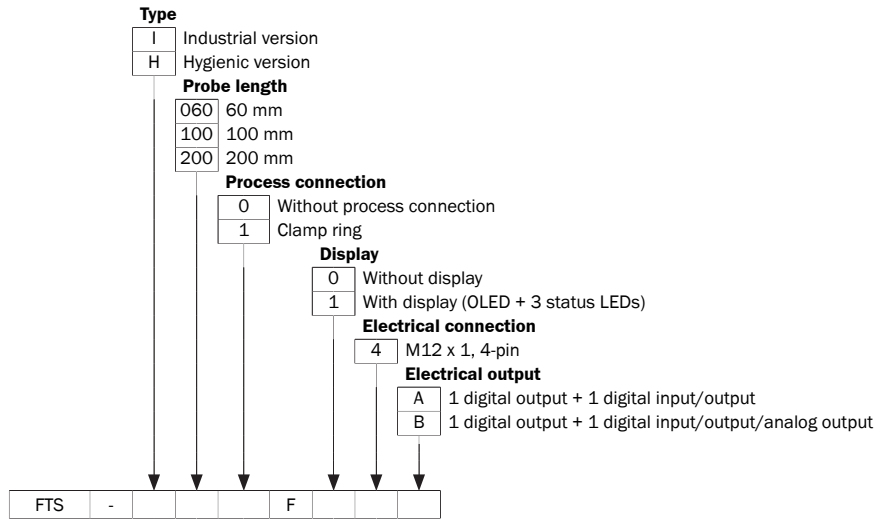 Type
I Industrial version
H Hygienic version
Probe length
060 60 mm
100 100 mm
200 200 mm
Process connection
0 Without process connection
1 Clamp ring
Display
0 Without display
1 With display (OLED + 3 status LEDs)
Electrical connection
4 M12 x 1, 4-pin
Electrical output
A 1 digital output + 1 digital input/output
B 1 digital output + 1 digital input/output/analog output
FTS - F